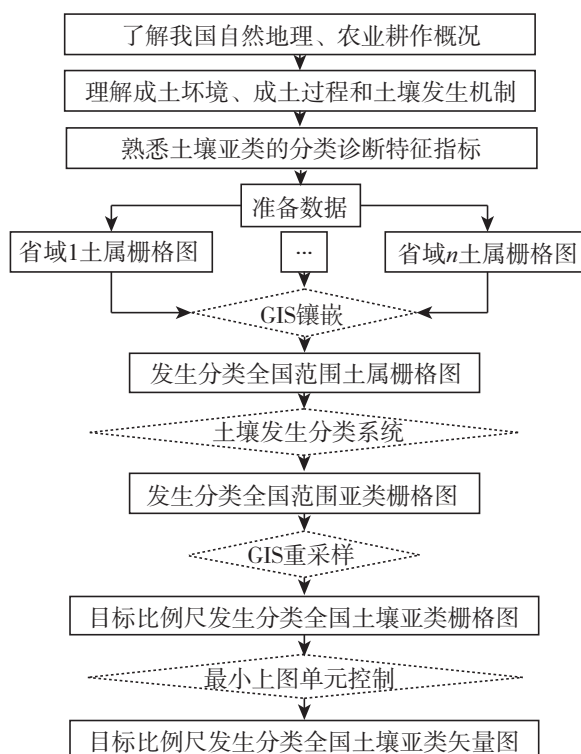 了解我国自然地理、农业耕作概况
理解成土坏境、成土过程和土壤发生机制
熟悉土壤亚类的分类诊断特征指标
准备数据
省域1土属栅格图
...
省域n土属栅格图
GIS镶嵌
发生分类全国范围土属栅格图
土壤发生分类系统
发生分类全国范围亚类栅格图
GIS重采样
目标比例尺发生分类全国土壤亚类栅格图
最小上图单元控制
目标比例尺发生分类全国土壤亚类矢量图